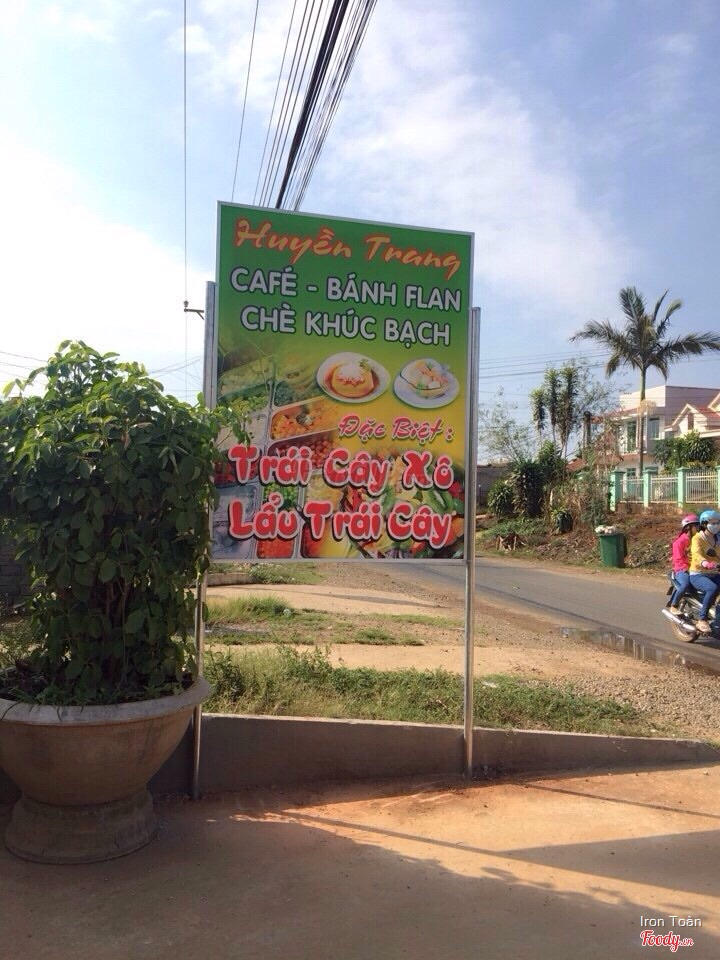 Huyền Trang
CAFÉ - BÁNH FLAN
CHÈ KHÚC BẠCH
Đặc Biệt:
Trái Cây Xô
Lẩu Trái Cây
Iron Toàn
Foody.vn